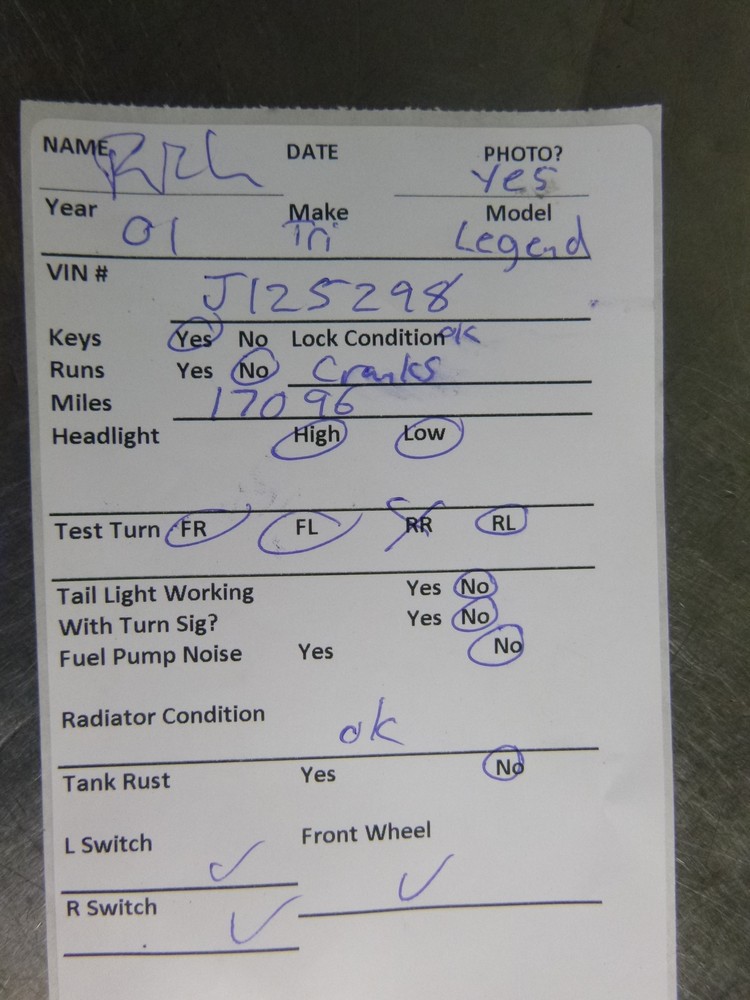 NAME Rich DATE PHOTO? Yes
Year 01 Make Tri Model Legend
VIN # J125298
Keys Yes No Lock Condition ok
Runs Yes No Cranks
Miles 17096
Headlight High Low
Test Turn FR FL RR RL
Tail Light Working Yes No
With Turn Sig? Yes No
Fuel Pump Noise Yes No
Radiator Condition ok
Tank Rust Yes No
L Switch ✓ Front Wheel ✓
R Switch ✓